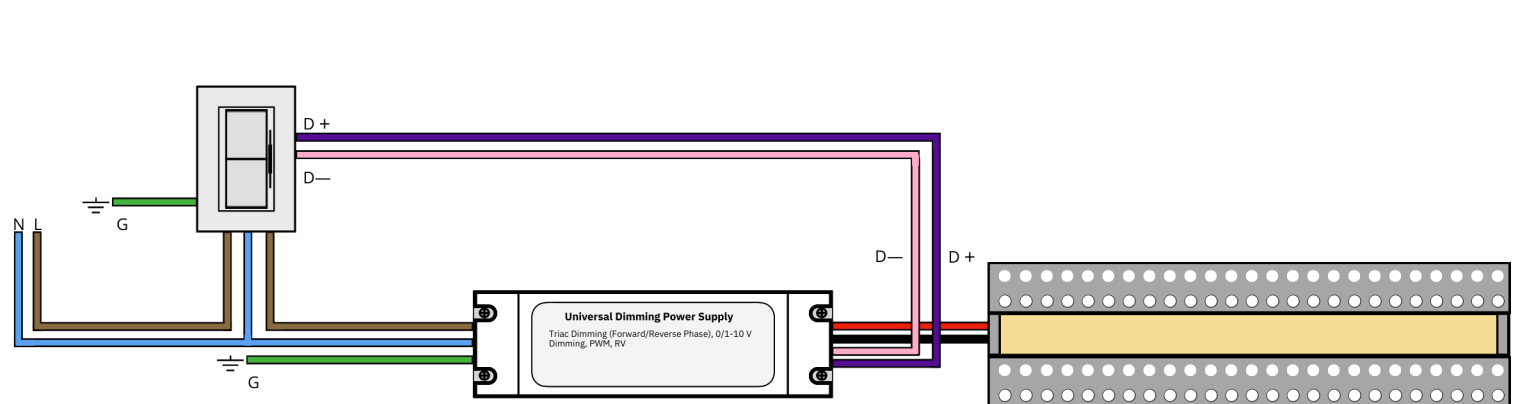 D +
D—
G
N L
D— D +
Universal Dimming Power Supply
Triac Dimming (Forward/Reverse Phase), 0/1-10 V
Dimming, PWM, RV
G